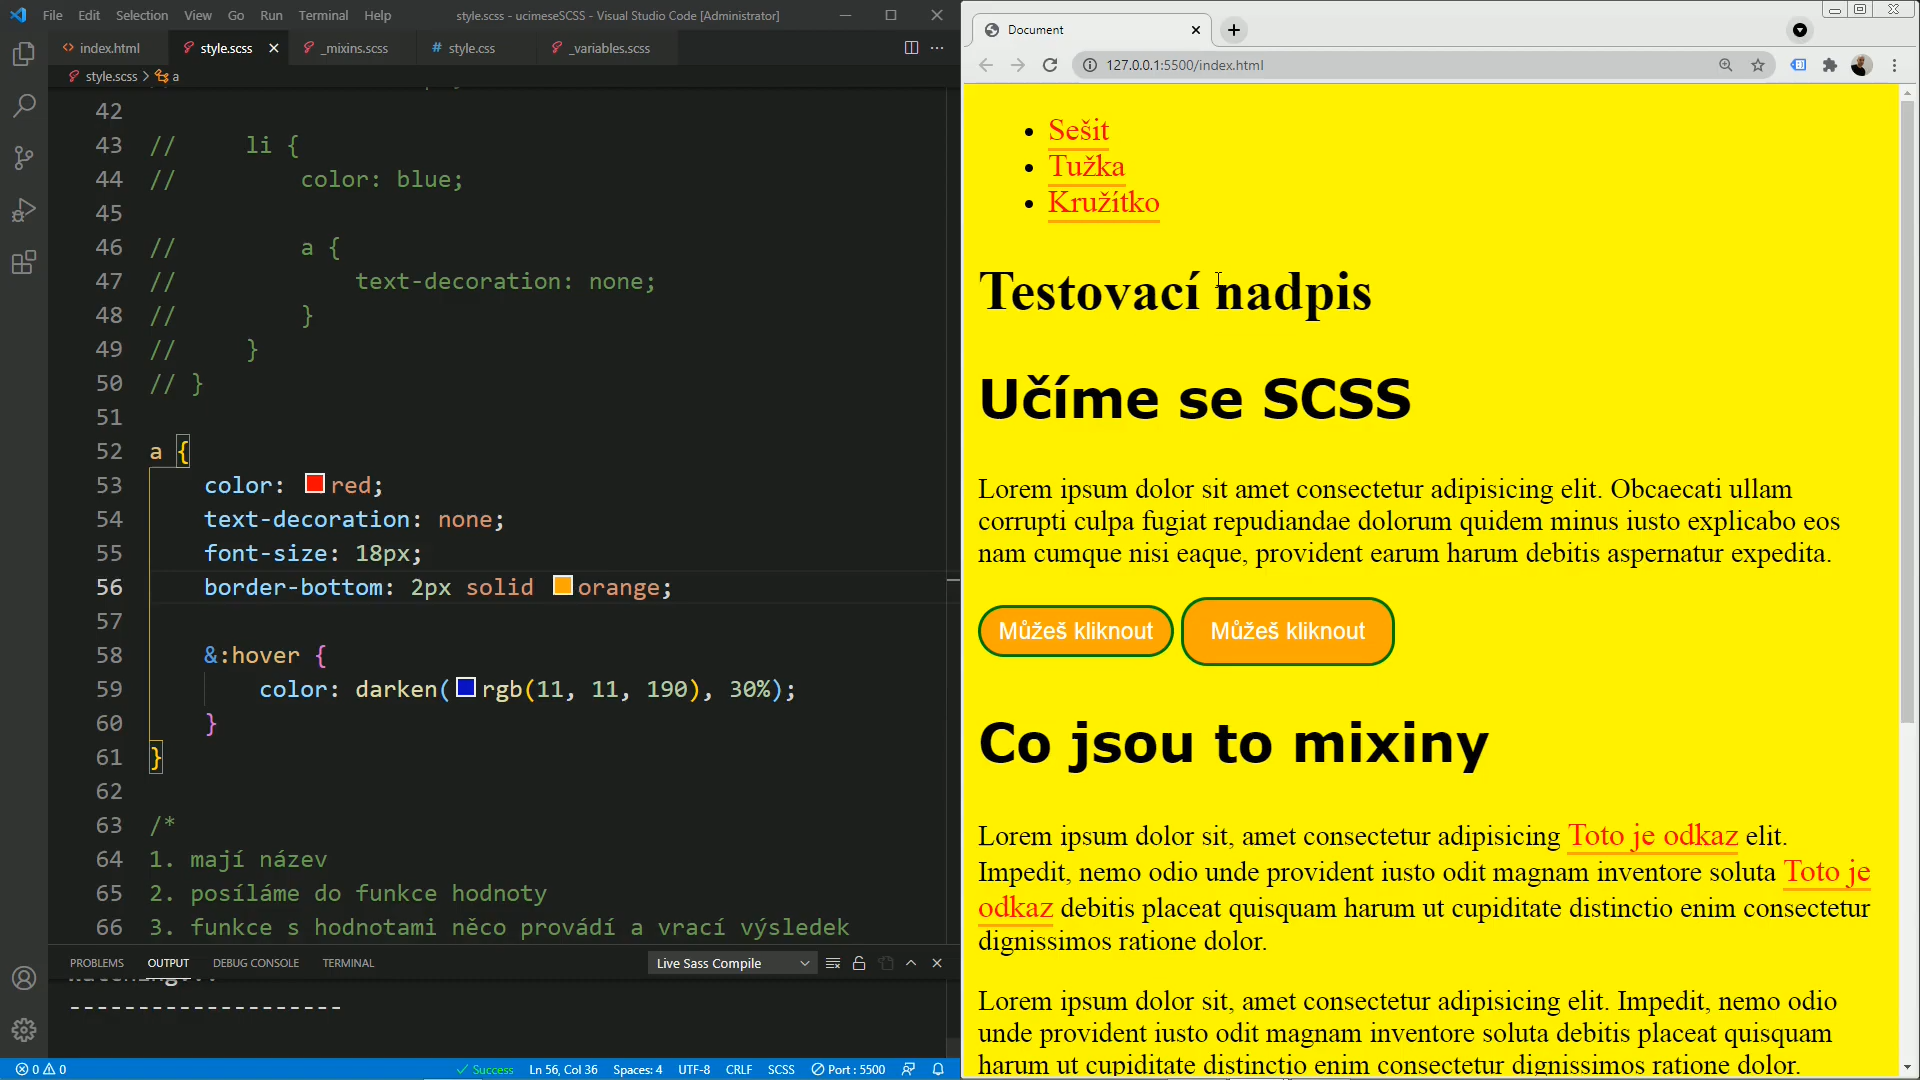 File Edit Selection View Go Run Terminal Help style.scss - ucimeseSCSS - Visual Studio Code [Administrator]
index.html style.scss _mixins.scss style.css _variables.scss
style.scss > a
42
43 // li {
44 // color: blue;
45
46 // a {
47 // text-decoration: none;
48 // }
49 // }
50 // }
51
52 a {
53 color: red;
54 text-decoration: none;
55 font-size: 18px;
56 border-bottom: 2px solid orange;
57
58 &:hover {
59 color: darken(rgb(11, 11, 190), 30%);
60 }
61 }
62
63 /*
64 1. mají název
65 2. posíláme do funkce hodnoty
66 3. funkce s hodnotami něco provádí a vrací výsledek
PROBLEMS OUTPUT DEBUG CONSOLE TERMINAL Live Sass Compile
--------------------
0 0 Success Ln 56, Col 36 Spaces: 4 UTF-8 CRLF SCSS Port : 5500
Document
127.0.0.1:5500/index.html
Sešit
Tužka
Kružítko
Testovací nadpis
Učíme se SCSS
Lorem ipsum dolor sit amet consectetur adipisicing elit. Obcaecati ullam
corrupti culpa fugiat repudiandae dolorum quidem minus iusto explicabo eos
nam cumque nisi eaque, provident earum harum debitis aspernatur expedita.
Můžeš kliknout Můžeš kliknout
Co jsou to mixiny
Lorem ipsum dolor sit, amet consectetur adipisicing Toto je odkaz elit.
Impedit, nemo odio unde provident iusto odit magnam inventore soluta Toto je
odkaz debitis placeat quisquam harum ut cupiditate distinctio enim consectetur
dignissimos ratione dolor.
Lorem ipsum dolor sit, amet consectetur adipisicing elit. Impedit, nemo odio
unde provident iusto odit magnam inventore soluta debitis placeat quisquam
harum ut cupiditate distinctio enim consectetur dignissimos ratione dolor.